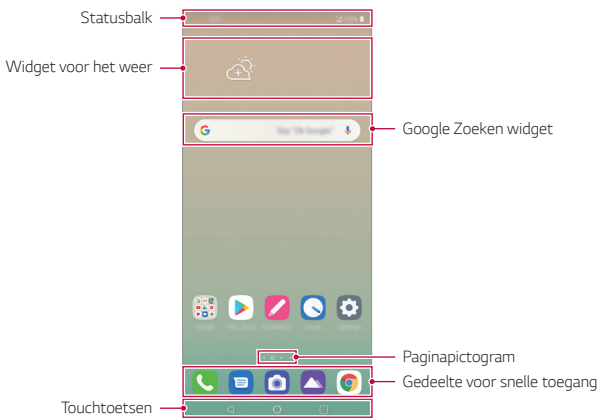 Statusbalk
Widget voor het weer
Google Zoeken widget
Paginapictogram
Gedeelte voor snelle toegang
Touchtoetsen